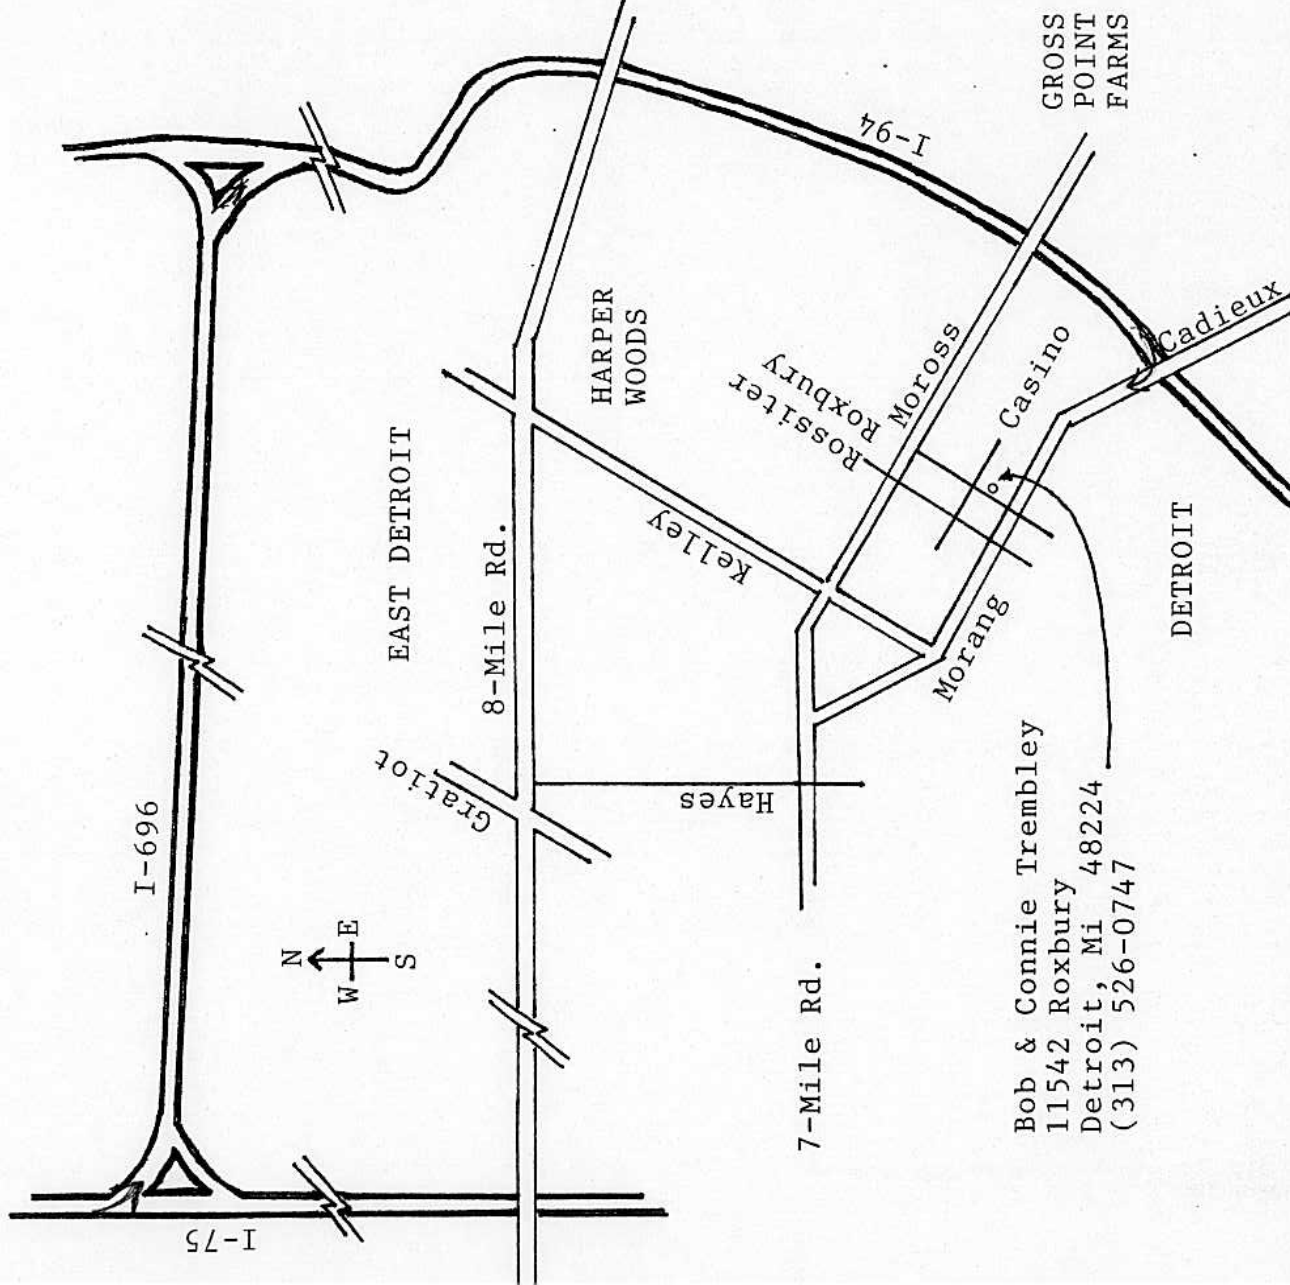 I-696
I-75
I-94
N
W E
S
EAST DETROIT
Gratiot
8-Mile Rd.
HARPER
WOODS
GROSS
POINT
FARMS
Hayes
Kelley
Rossiter
Roxbury
Moross
Casino
Cadieux
7-Mile Rd.
Morang
DETROIT
Bob & Connie Trembley
11542 Roxbury
Detroit, Mi 48224
(313) 526-0747